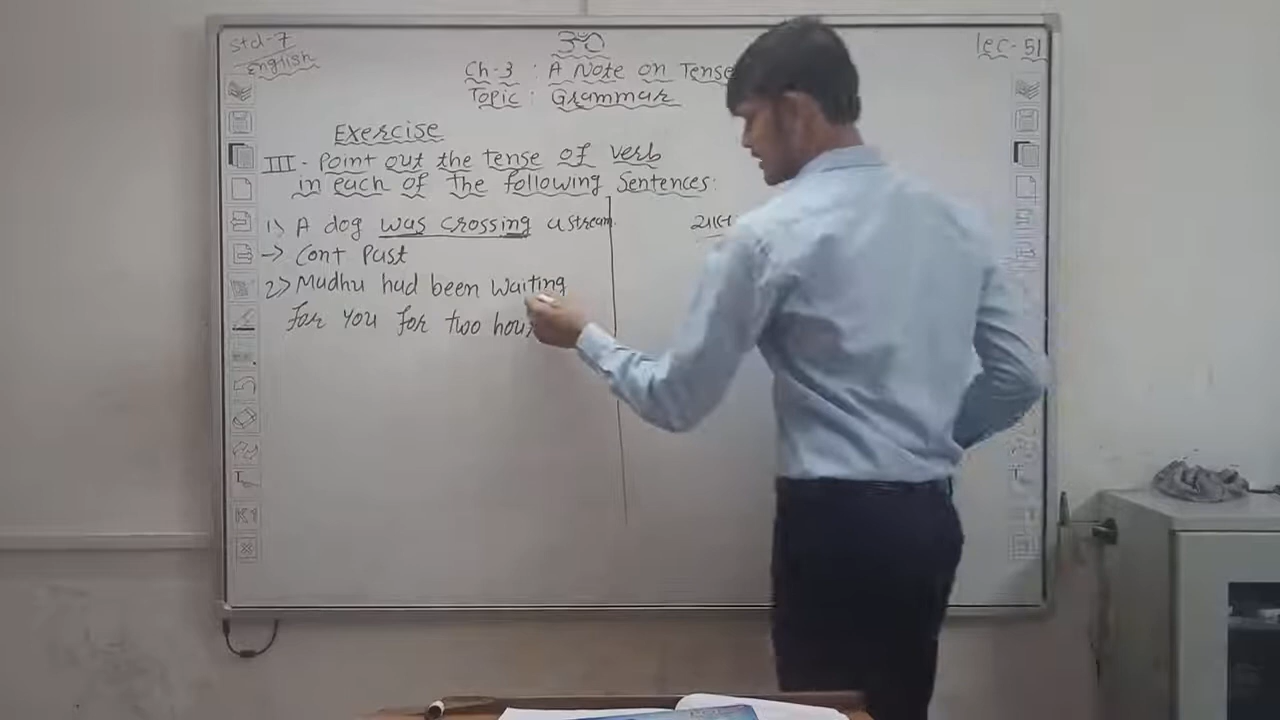 std-7
English
ૐ
lec-51
Ch-3 : A Note on Tense
Topic : Grammar
Exercise
III - Point out the tense of verb
in each of the following Sentences:
1) A dog was crossing a stream.
→ Cont Past
2) Madhu had been waiting
for you for two